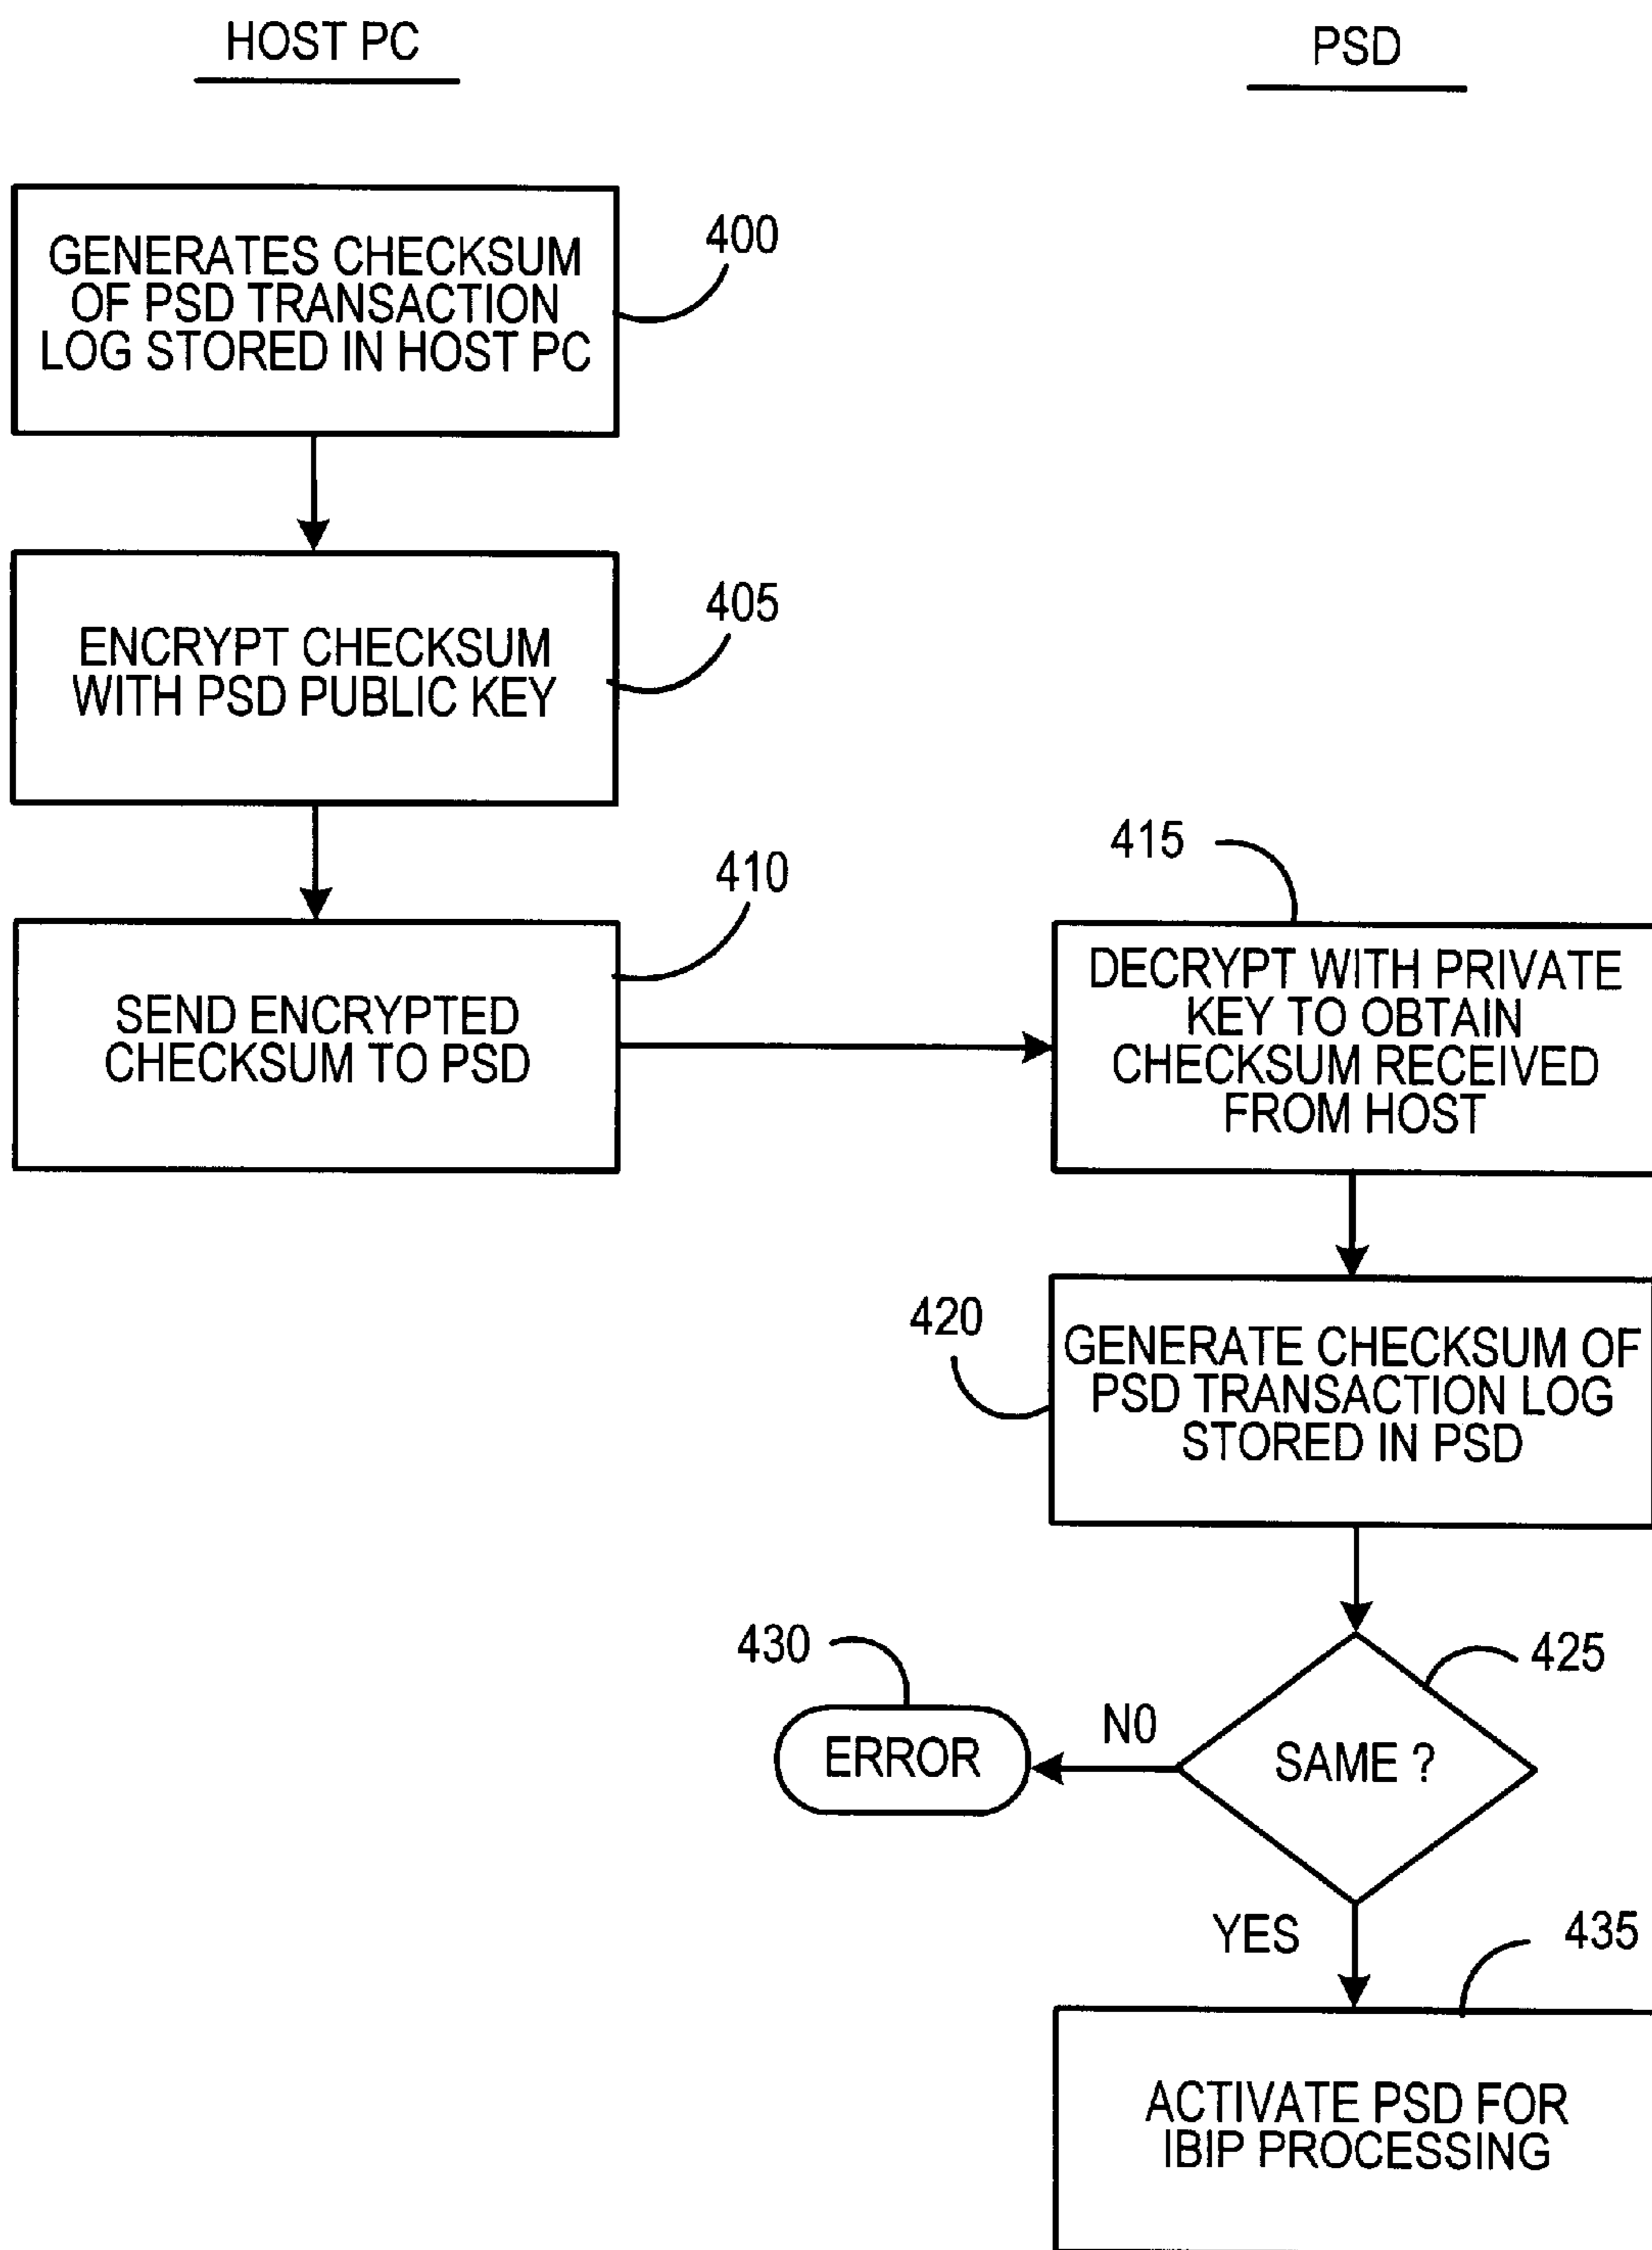 HOST PC
PSD
GENERATES CHECKSUM
OF PSD TRANSACTION
LOG STORED IN HOST PC
400
ENCRYPT CHECKSUM
WITH PSD PUBLIC KEY
405
SEND ENCRYPTED
CHECKSUM TO PSD
410
415
DECRYPT WITH PRIVATE
KEY TO OBTAIN
CHECKSUM RECEIVED
FROM HOST
420
GENERATE CHECKSUM OF
PSD TRANSACTION LOG
STORED IN PSD
430
ERROR
NO
SAME ?
425
YES
435
ACTIVATE PSD FOR
IBIP PROCESSING